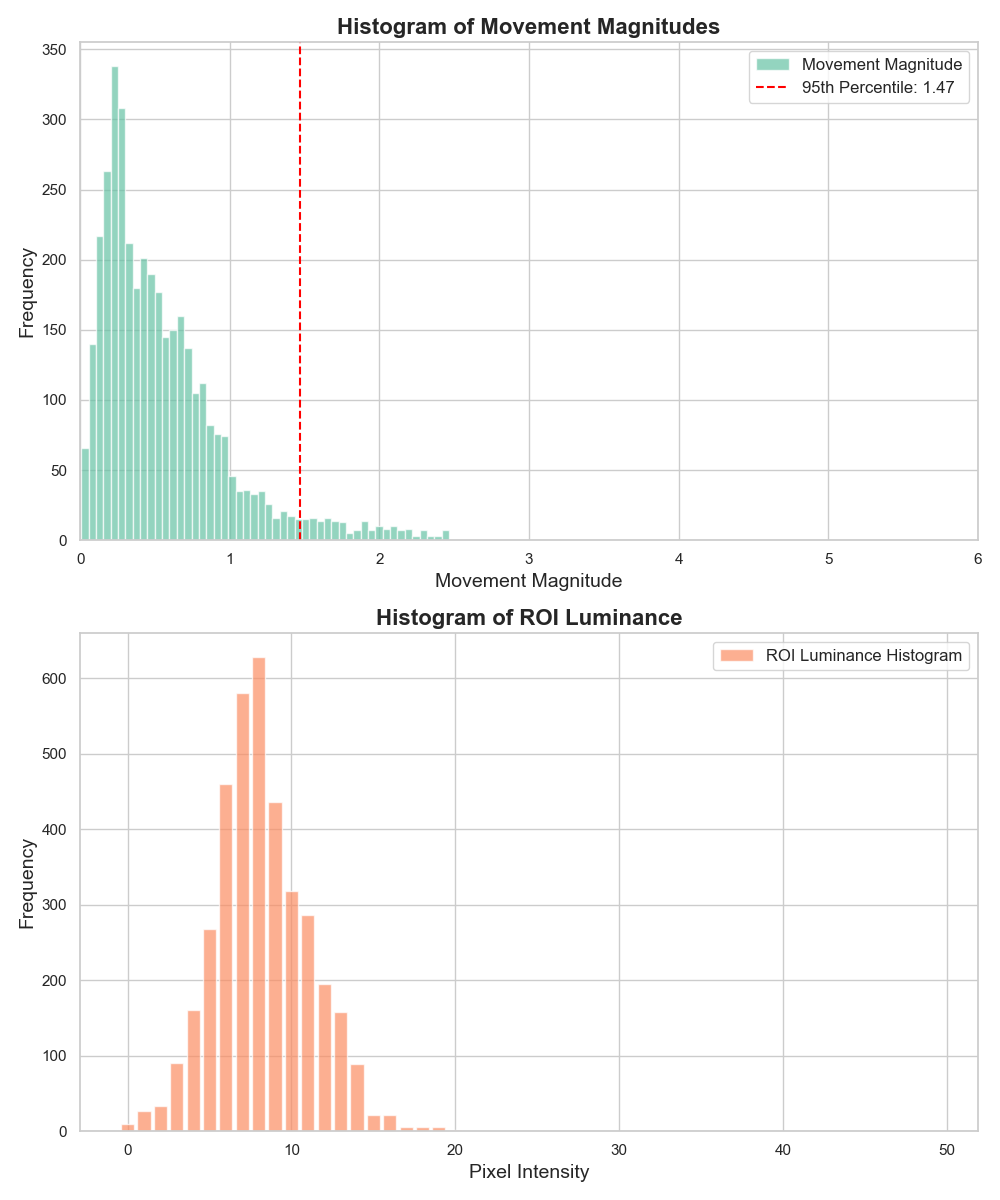 Histogram of Movement Magnitudes
350
300
250
200
150
100
50
0
Frequency
Movement Magnitude
95th Percentile: 1.47
0 1 2 3 4 5 6
Movement Magnitude
Histogram of ROI Luminance
600
500
400
300
200
100
0
Frequency
ROI Luminance Histogram
0 10 20 30 40 50
Pixel Intensity